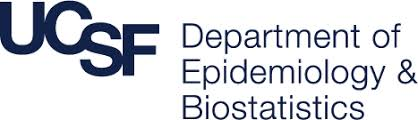 UCSF Department of
Epidemiology &
Biostatistics